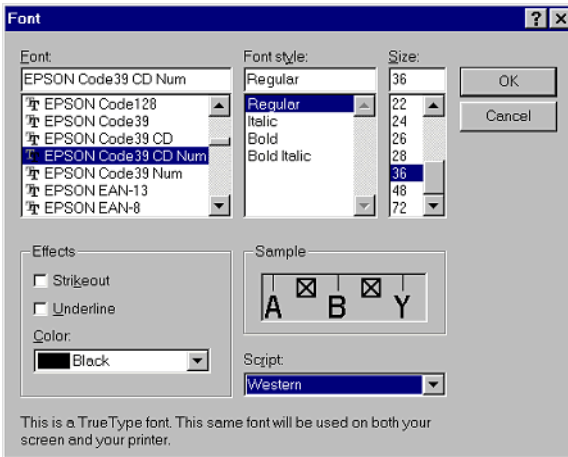 Font
Font:
EPSON Code39 CD Num
EPSON Code128
EPSON Code39
EPSON Code39 CD
EPSON Code39 CD Num
EPSON Code39 Num
EPSON EAN-13
EPSON EAN-8
Font style:
Regular
Regular
Italic
Bold
Bold Italic
Size:
36
22
24
26
28
36
48
72
OK
Cancel
Effects
Strikeout
Underline
Color:
Black
Sample
A B Y
Script:
Western
This is a TrueType font. This same font will be used on both your
screen and your printer.